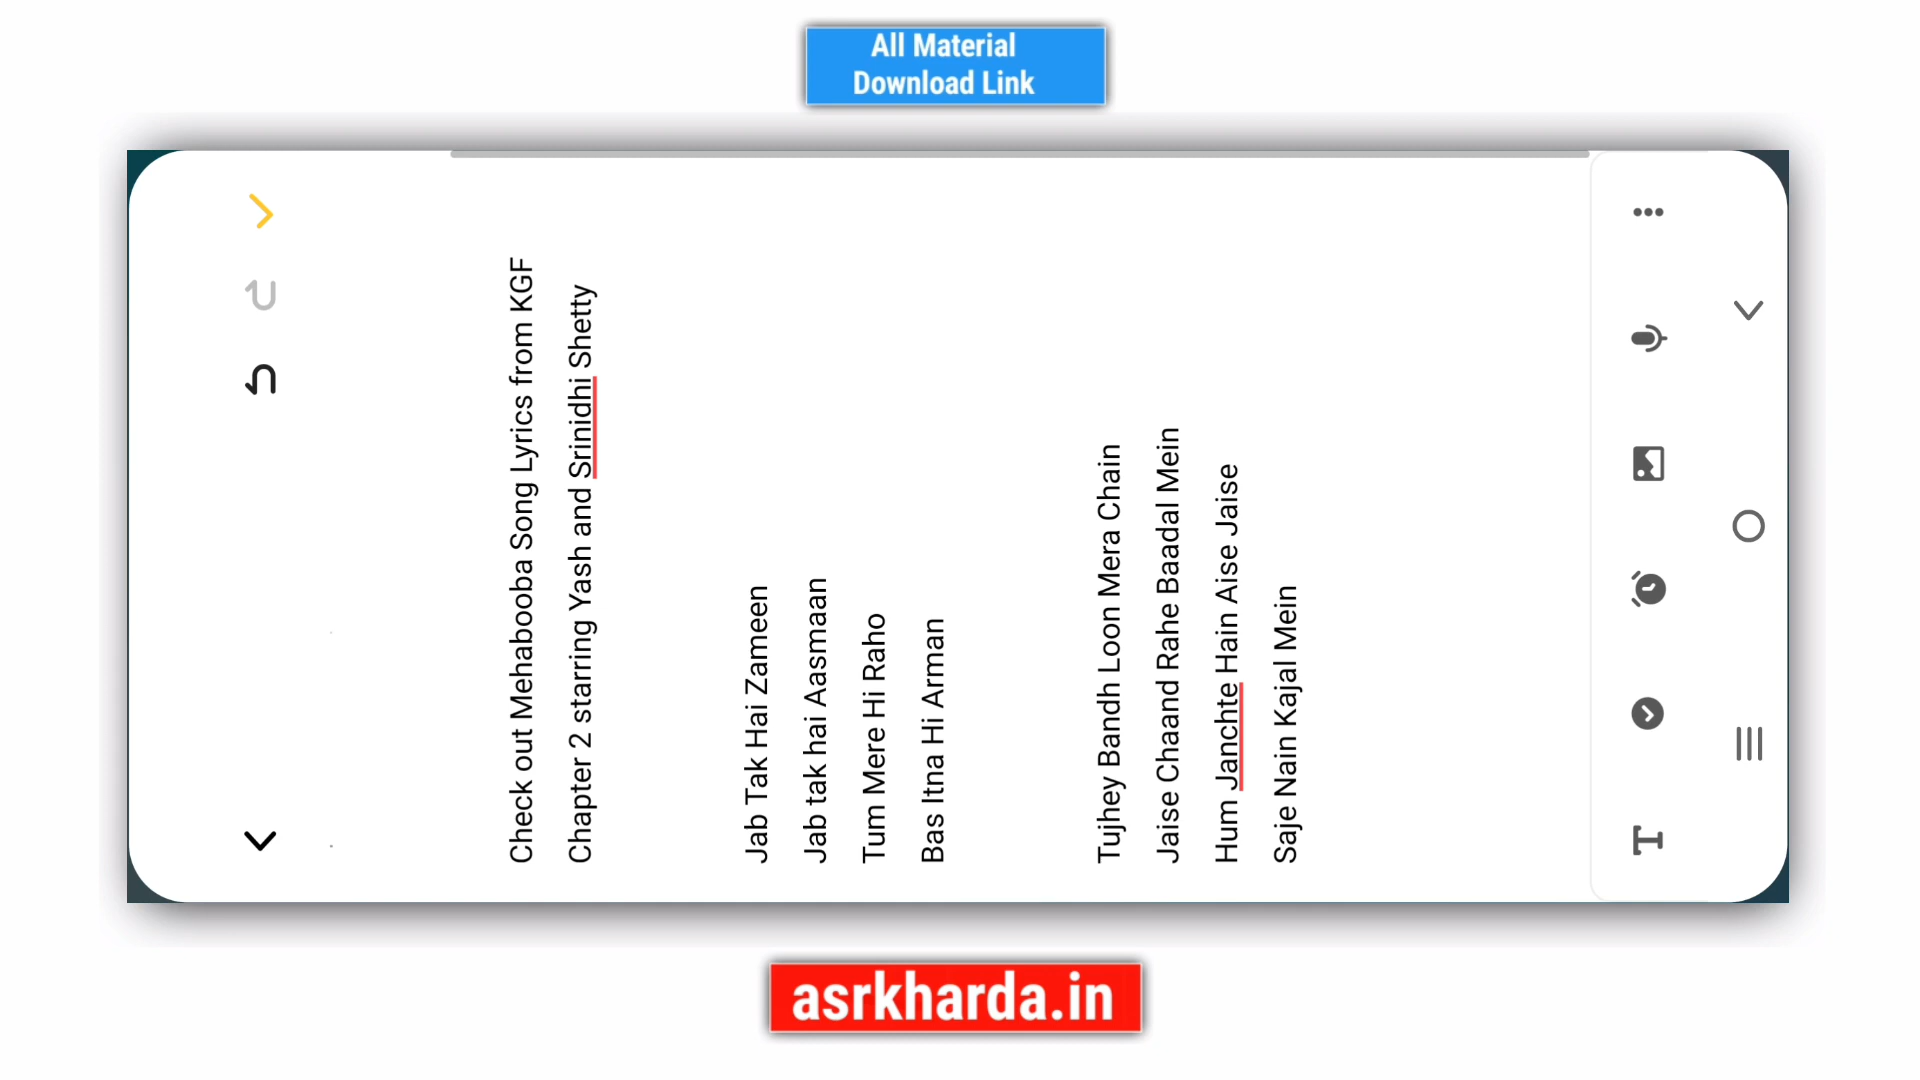 All Material
Download Link
Check out Mehabooba Song Lyrics from KGF
Chapter 2 starring Yash and Srinidhi Shetty
Jab Tak Hai Zameen
Jab tak hai Aasmaan
Tum Mere Hi Raho
Bas Itna Hi Arman
Tujhey Bandh Loon Mera Chain
Jaise Chaand Rahe Baadal Mein
Hum Janchte Hain Aise Jaise
Saje Nain Kajal Mein
asrkharda.in